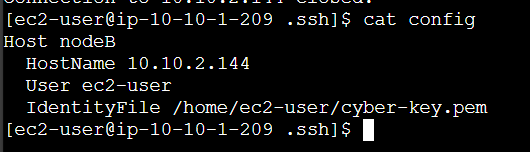 Connection to 10.10.2.144 closed.
[ec2-user@ip-10-10-1-209 .ssh]$ cat config
Host nodeB
  HostName 10.10.2.144
  User ec2-user
  IdentityFile /home/ec2-user/cyber-key.pem
[ec2-user@ip-10-10-1-209 .ssh]$